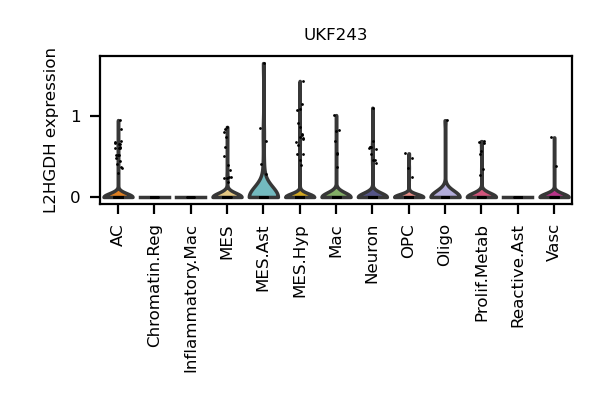 UKF243
L2HGDH expression
1
0
AC
Chromatin.Reg
Inflammatory.Mac
MES
MES.Ast
MES.Hyp
Mac
Neuron
OPC
Oligo
Prolif.Metab
Reactive.Ast
Vasc